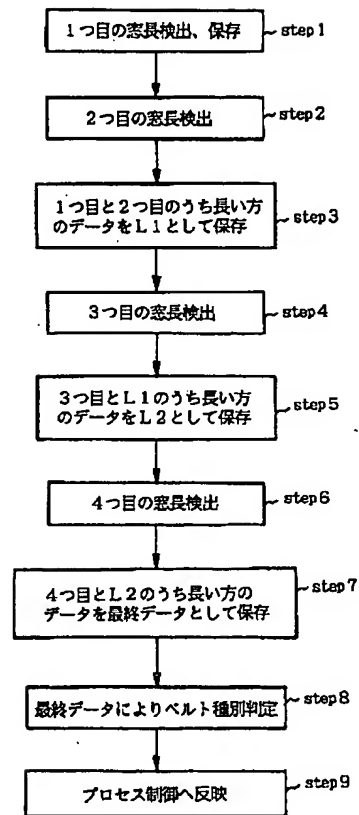 1つ目の窓長検出、保存
step1
2つ目の窓長検出
step2
1つ目と2つ目のうち長い方
のデータをL1として保存
step3
3つ目の窓長検出
step4
3つ目とL1のうち長い方
のデータをL2として保存
step5
4つ目の窓長検出
step6
4つ目とL2のうち長い方の
データを最終データとして保存
step7
最終データによりベルト種別判定
step8
プロセス制御へ反映
step9